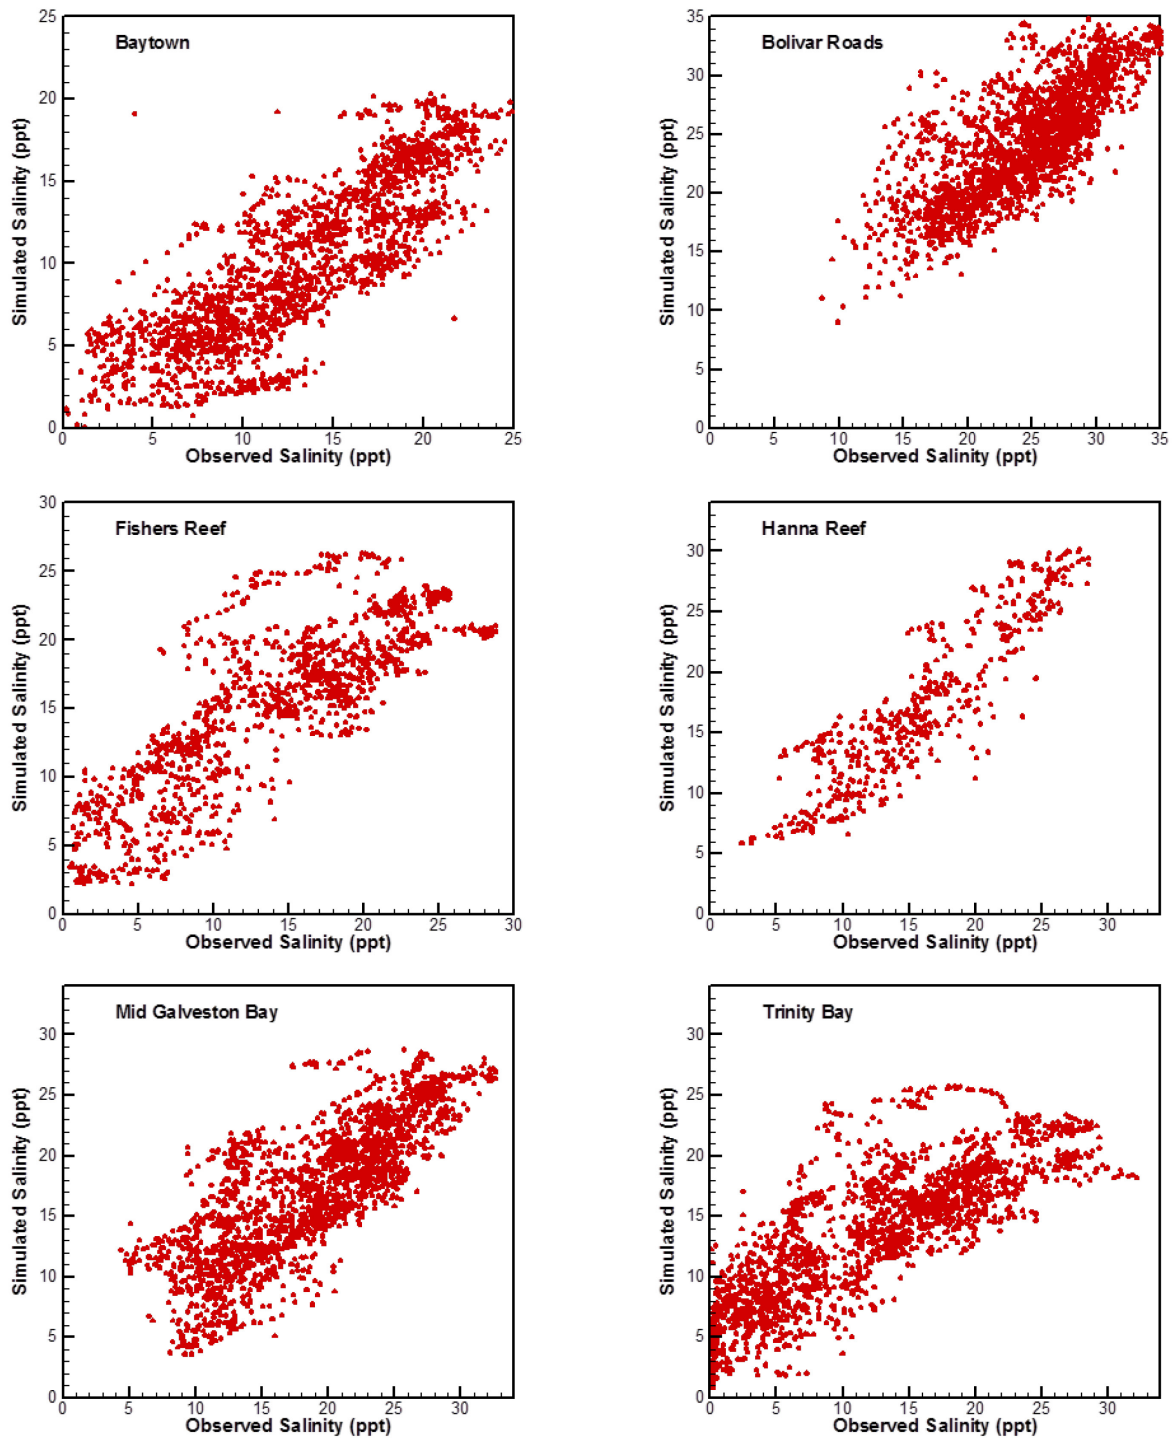 25
Baytown
20
15
10
5
0
Simulated Salinity (ppt)
0 5 10 15 20 25
Observed Salinity (ppt)
35
Bolivar Roads
30
25
20
15
10
5
0
Simulated Salinity (ppt)
0 5 10 15 20 25 30 35
Observed Salinity (ppt)
30
Fishers Reef
25
20
15
10
5
0
Simulated Salinity (ppt)
0 5 10 15 20 25 30
Observed Salinity (ppt)
Hanna Reef
30
25
20
15
10
5
0
Simulated Salinity (ppt)
0 5 10 15 20 25 30
Observed Salinity (ppt)
Mid Galveston Bay
30
25
20
15
10
5
0
Simulated Salinity (ppt)
0 5 10 15 20 25 30
Observed Salinity (ppt)
Trinity Bay
30
25
20
15
10
5
0
Simulated Salinity (ppt)
0 5 10 15 20 25 30
Observed Salinity (ppt)